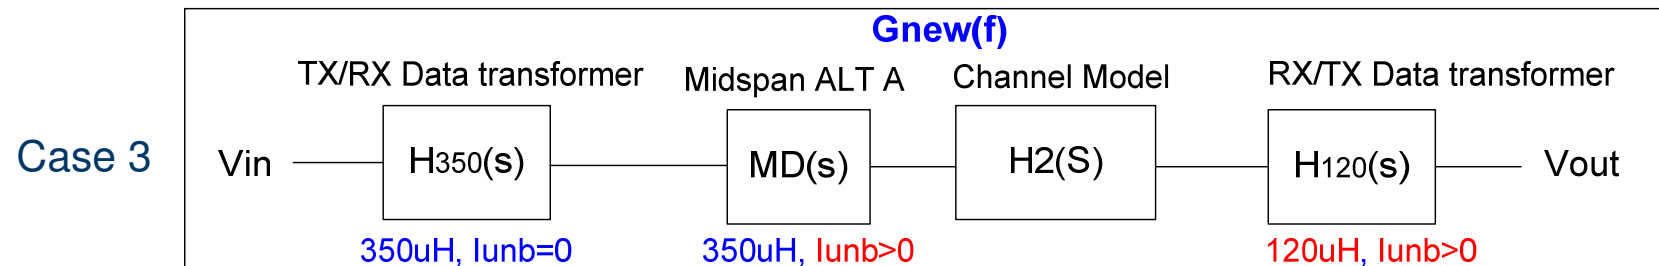 Gnew(f)
TX/RX Data transformer
Midspan ALT A
Channel Model
RX/TX Data transformer
Case 3
Vin
H350(s)
MD(s)
H2(S)
H120(s)
Vout
350uH, Iunb=0
350uH, Iunb>0
120uH, Iunb>0